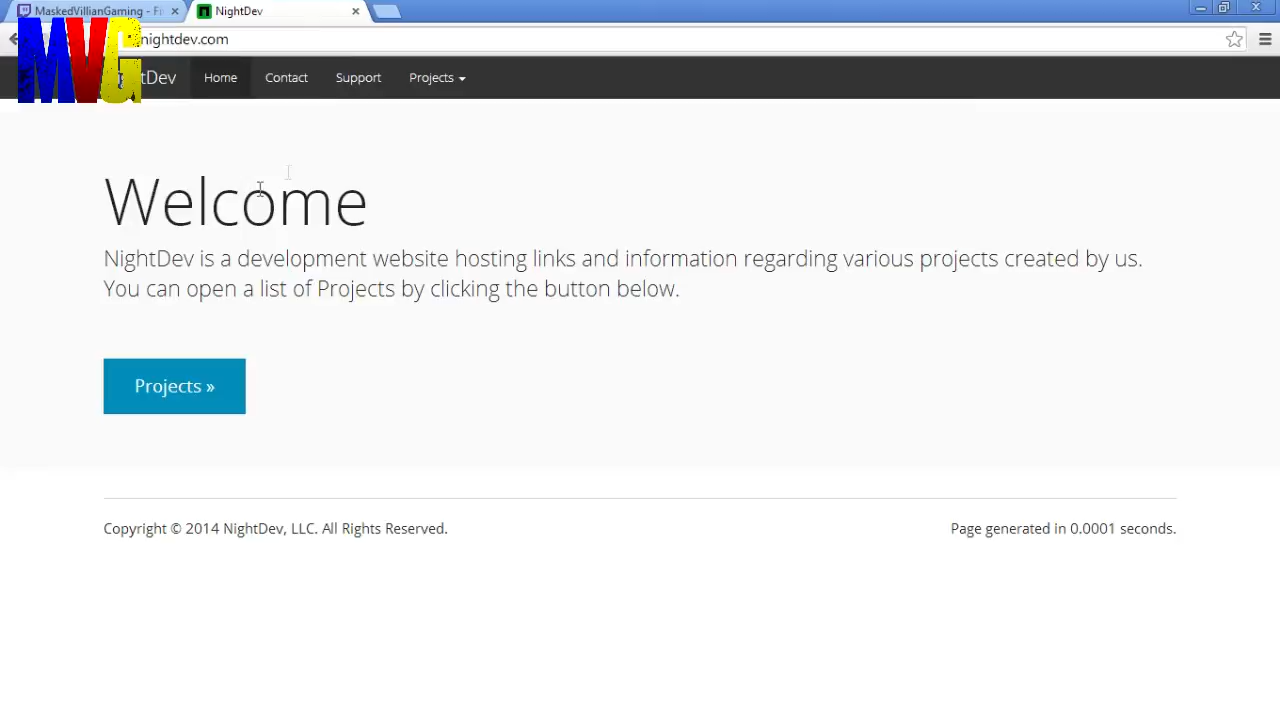 MaskedVillianGaming - Fi
NightDev
nightdev.com
MVG
tDev
Home
Contact
Support
Projects
Welcome
NightDev is a development website hosting links and information regarding various projects created by us.
You can open a list of Projects by clicking the button below.
Projects »
Copyright © 2014 NightDev, LLC. All Rights Reserved.
Page generated in 0.0001 seconds.